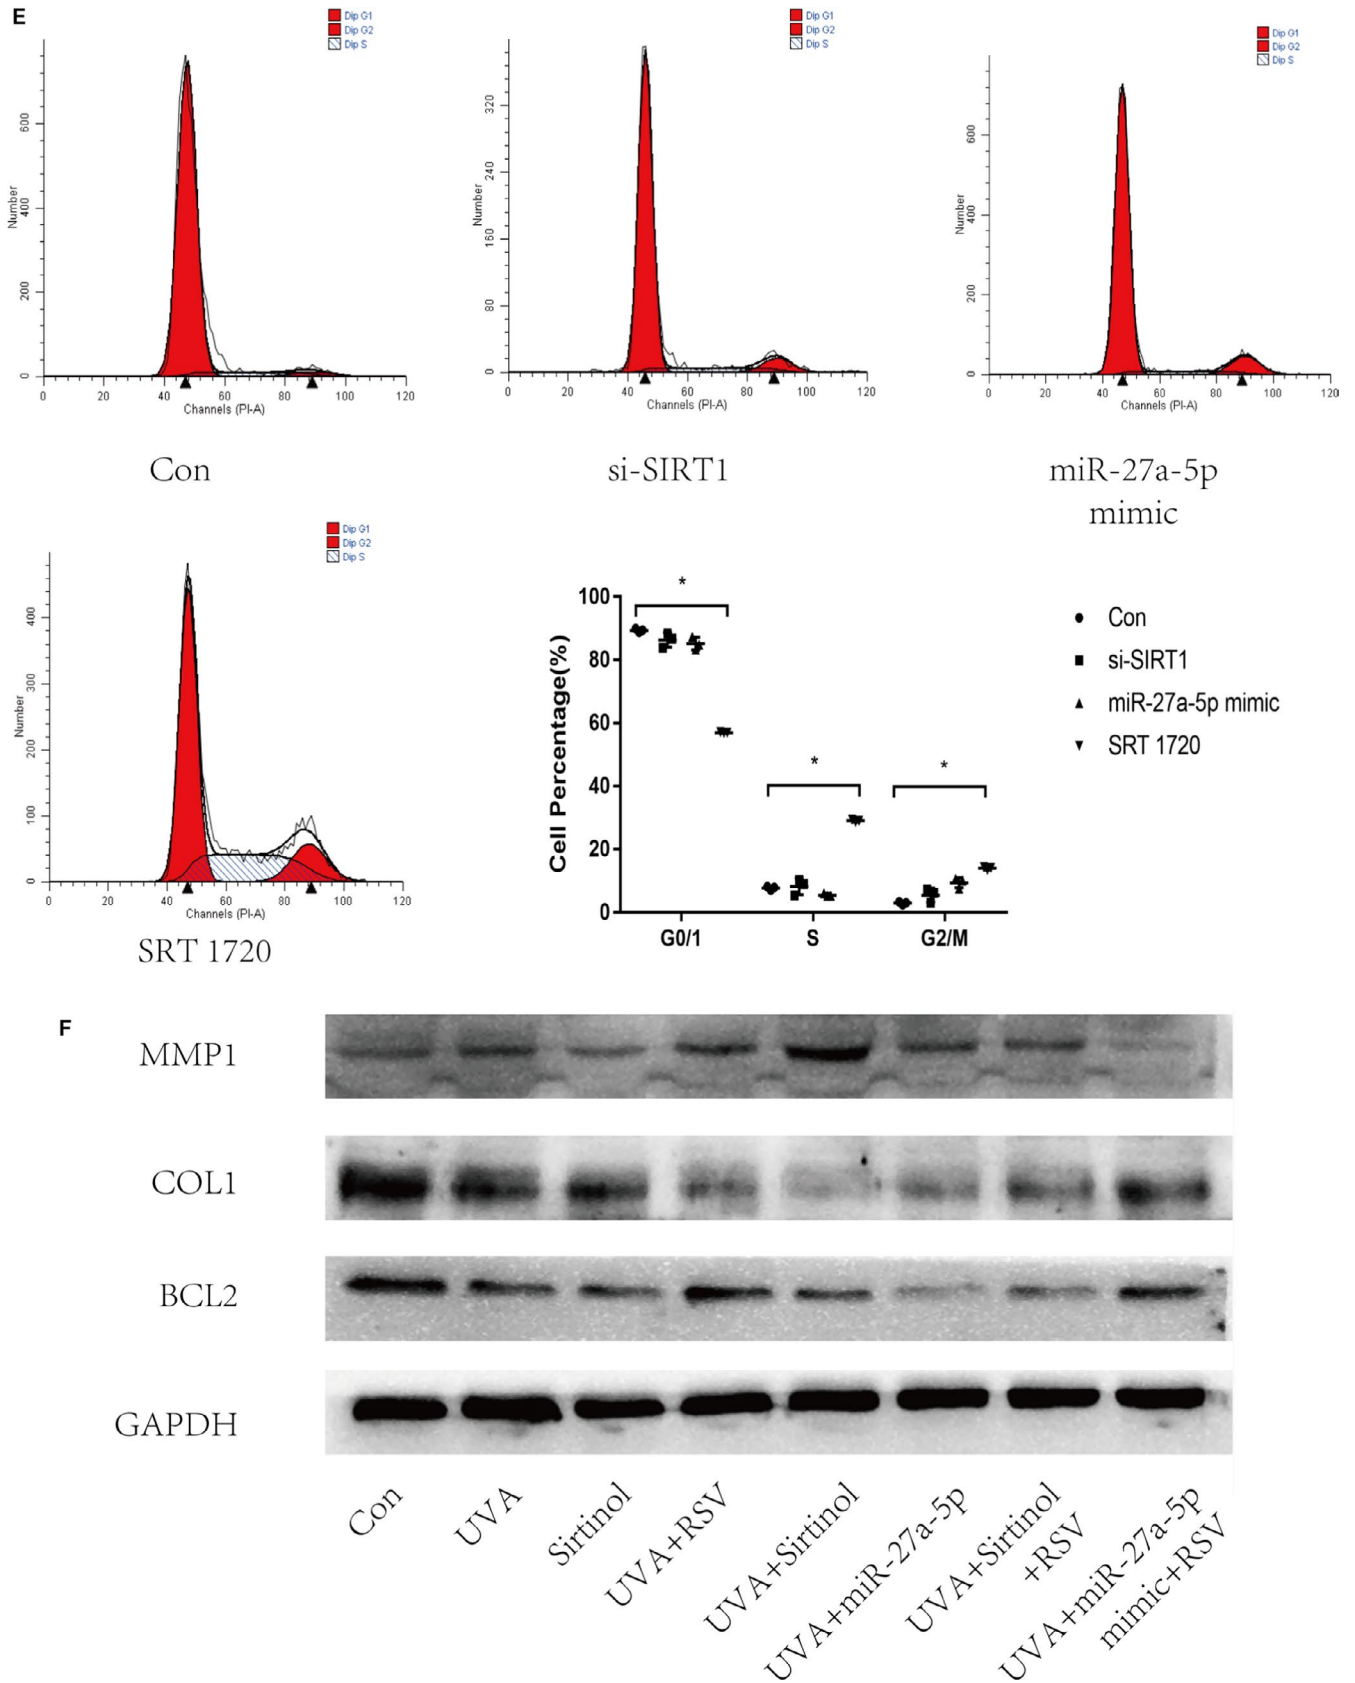 E
Dip G1
Dip G2
Dip S
Number
600
400
200
0
0 20 40 60 80 100 120
Channels (PI-A)
Con
Dip G1
Dip G2
Dip S
Number
320
240
160
80
0
0 20 40 60 80 100 120
Channels (PI-A)
si-SIRT1
Dip G1
Dip G2
Dip S
Number
600
400
200
0
0 20 40 60 80 100 120
Channels (PI-A)
miR-27a-5p
mimic
Dip G1
Dip G2
Dip S
Number
400
300
200
100
0
0 20 40 60 80 100 120
Channels (PI-A)
SRT 1720
Cell Percentage(%)
100
80
60
40
20
0
*
*
*
G0/1 S G2/M
Con
si-SIRT1
miR-27a-5p mimic
SRT 1720
F
MMP1
COL1
BCL2
GAPDH
Con
UVA
Sirtinol
UVA+RSV
UVA+Sirtinol
UVA+miR-27a-5p
UVA+Sirtinol
+RSV
UVA+miR-27a-5p
mimic+RSV